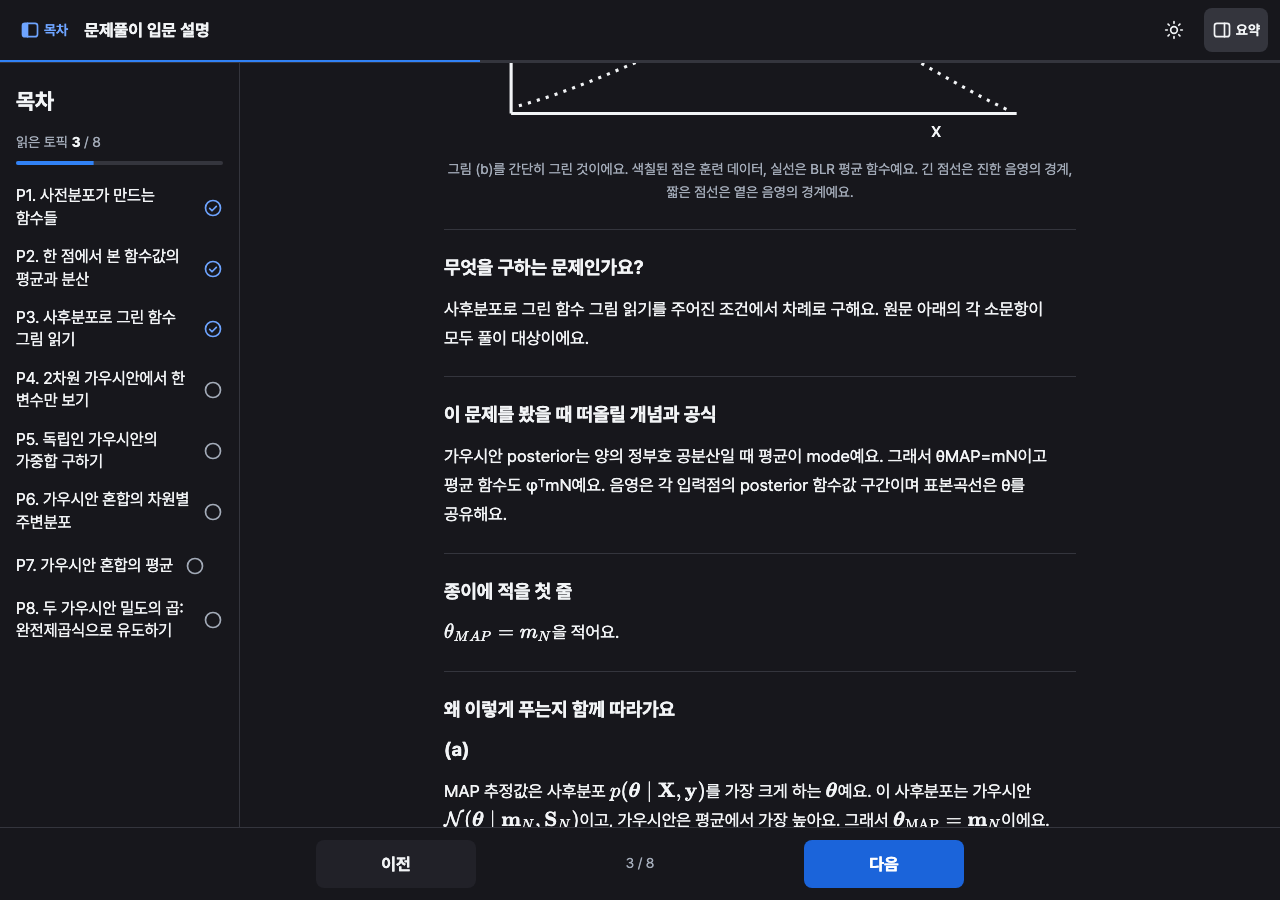 목차
문제풀이 입문 설명
요약
목차
읽은 토픽 3 / 8
P1. 사전분포가 만드는
함수들
P2. 한 점에서 본 함수값의
평균과 분산
P3. 사후분포로 그린 함수
그림 읽기
P4. 2차원 가우시안에서 한
변수만 보기
P5. 독립인 가우시안의
가중합 구하기
P6. 가우시안 혼합의 차원별
주변분포
P7. 가우시안 혼합의 평균
P8. 두 가우시안 밀도의 곱:
완전제곱식으로 유도하기
X
그림 (b)를 간단히 그린 것이에요. 색칠된 점은 훈련 데이터, 실선은 BLR 평균 함수예요. 긴 점선은 진한 음영의 경계,
짧은 점선은 옅은 음영의 경계예요.
무엇을 구하는 문제인가요?
사후분포로 그린 함수 그림 읽기를 주어진 조건에서 차례로 구해요. 원문 아래의 각 소문항이
모두 풀이 대상이에요.
이 문제를 봤을 때 떠올릴 개념과 공식
가우시안 posterior는 양의 정부호 공분산일 때 평균이 mode예요. 그래서 θMAP=mN이고
평균 함수도 φᵀmN예요. 음영은 각 입력점의 posterior 함수값 구간이며 표본곡선은 θ를
공유해요.
종이에 적을 첫 줄
θ_{MAP} = m_N을 적어요.
왜 이렇게 푸는지 함께 따라가요
(a)
MAP 추정값은 사후분포 p(θ | X, y)를 가장 크게 하는 θ예요. 이 사후분포는 가우시안
𝒩(θ | m_N, S_N)이고, 가우시안은 평균에서 가장 높아요. 그래서 θ_{MAP} = m_N이에요.
이전
3 / 8
다음